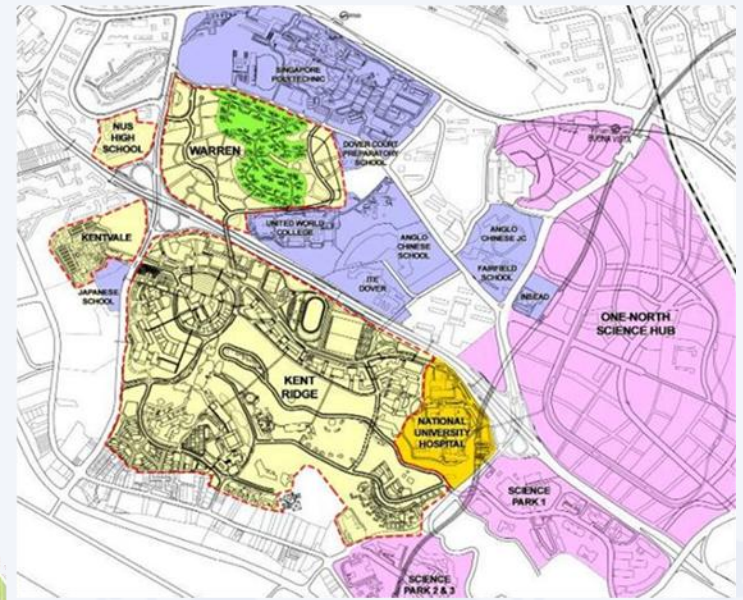 SINGAPORE
POLYTECHNIC
NUS
HIGH
SCHOOL
WARREN
DOVER COURT
PREPARATORY
SCHOOL
BUONA VISTA
KENTVALE
UNITED WORLD
COLLEGE
ANGLO
CHINESE
SCHOOL
ANGLO
CHINESE JC
FAIRFIELD
SCHOOL
JAPANESE
SCHOOL
ITE
DOVER
INSEAD
ONE-NORTH
SCIENCE HUB
KENT
RIDGE
NATIONAL
UNIVERSITY
HOSPITAL
SCIENCE
PARK 1
SCIENCE
PARK 2 & 3